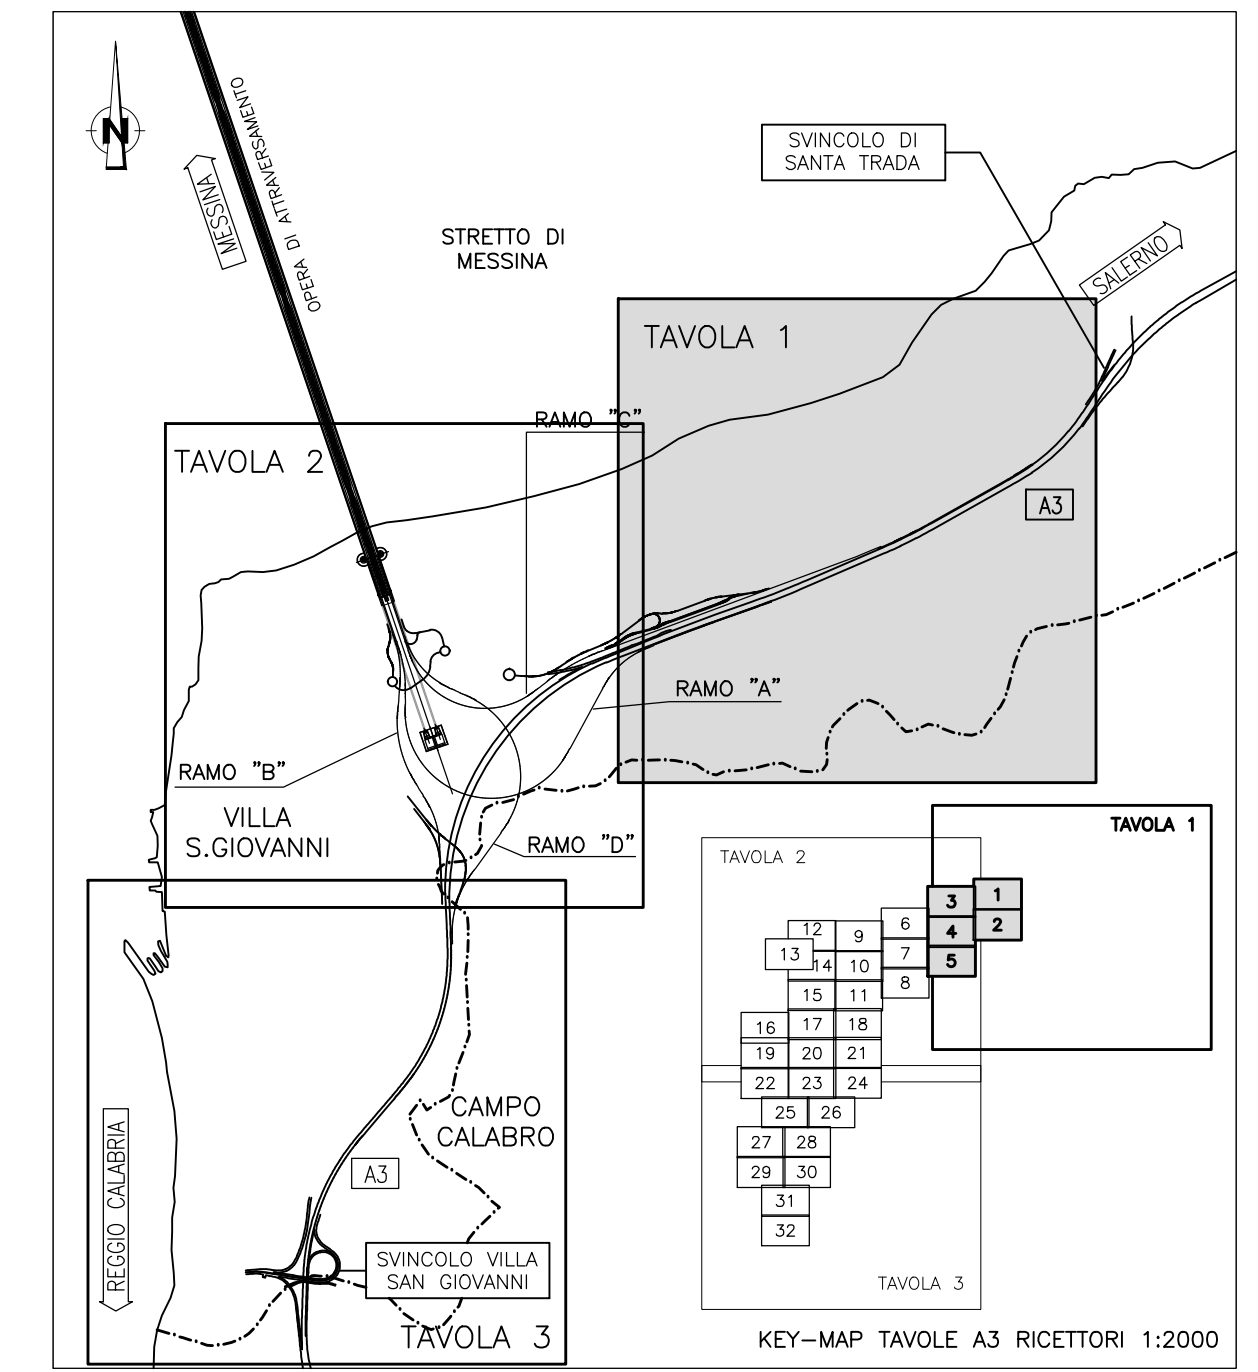 N
MESSINA
OPERA DI ATTRAVERSAMENTO
STRETTO DI
MESSINA
SVINCOLO DI
SANTA TRADA
SALERNO
TAVOLA 1
RAMO "C"
TAVOLA 2
A3
RAMO "A"
RAMO "B"
VILLA
S.GIOVANNI
RAMO "D"
TAVOLA 1
TAVOLA 2
1
3
2
4
5
6
7
8
12
9
13
14
10
15
11
16
17
18
19
20
21
22
23
24
25
26
27
28
29
30
31
32
TAVOLA 3
CAMPO
CALABRO
A3
REGGIO CALABRIA
SVINCOLO VILLA
SAN GIOVANNI
TAVOLA 3
KEY-MAP TAVOLE A3 RICETTORI 1:2000